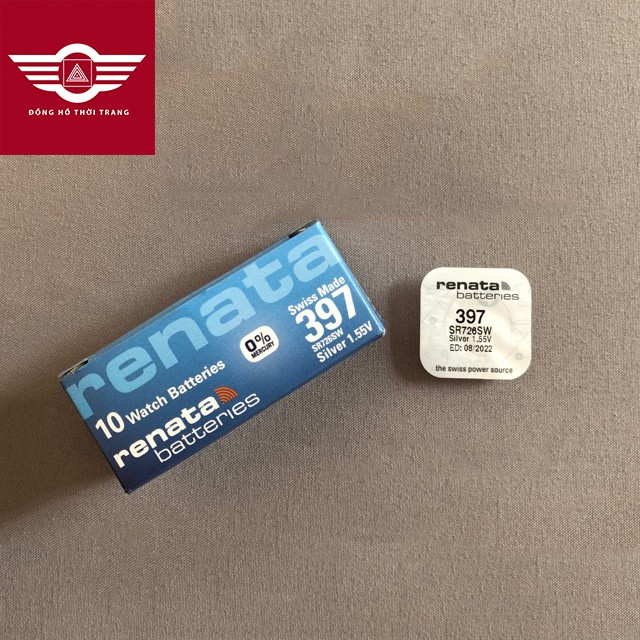 ĐỒNG HỒ THỜI TRANG
renata
Swiss Made
397
SR726SW
Silver 1.55V
0%
MERCURY
10 Watch Batteries
renata
batteries
renata
batteries
397
SR726SW
Silver 1.55V
ED: 08/2022
the swiss power source